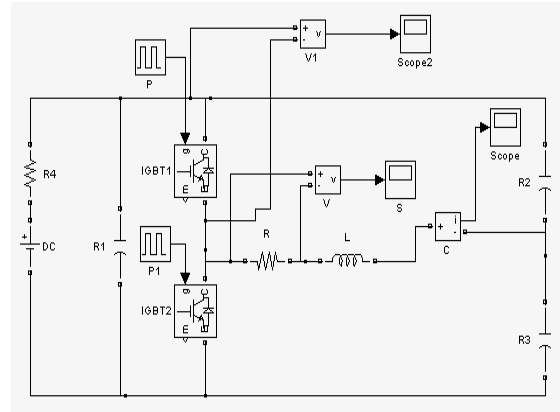 +
-
v
V1
Scope2
P
R4
g
C
IGBT1
m
E
+
-
v
V
S
Scope
R2
+
DC
R1
P1
R
L
+
i
-
C
g
C
IGBT2
m
E
R3